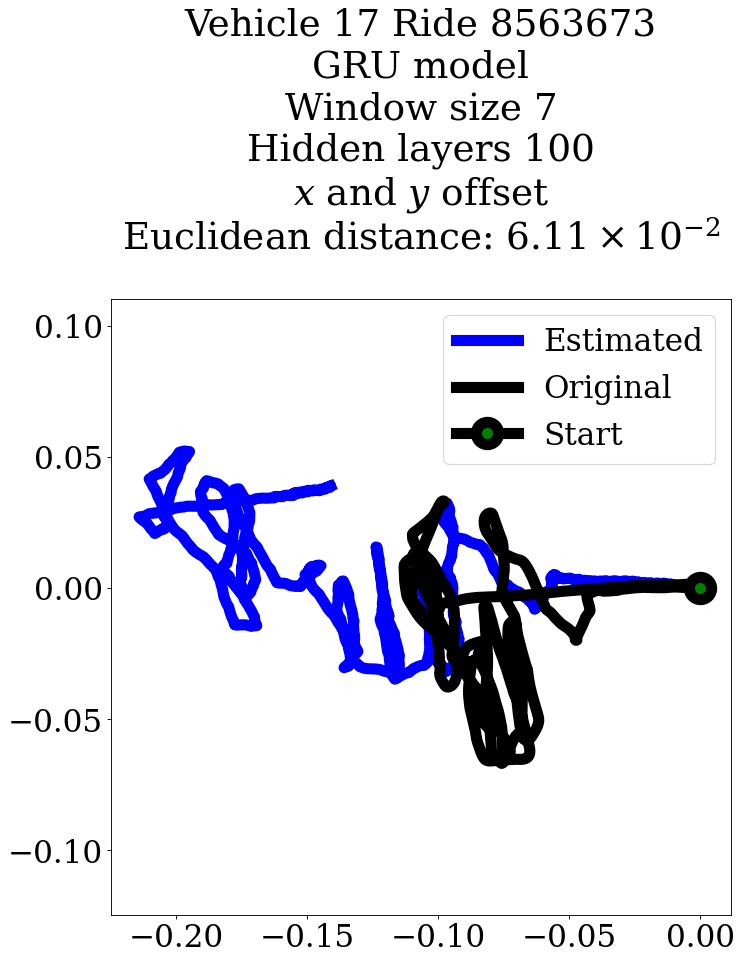 Vehicle 17 Ride 8563673
GRU model
Window size 7
Hidden layers 100
x and y offset
Euclidean distance: 6.11 × 10⁻²
Estimated
Original
Start
0.10
0.05
0.00
−0.05
−0.10
−0.20 −0.15 −0.10 −0.05 0.00